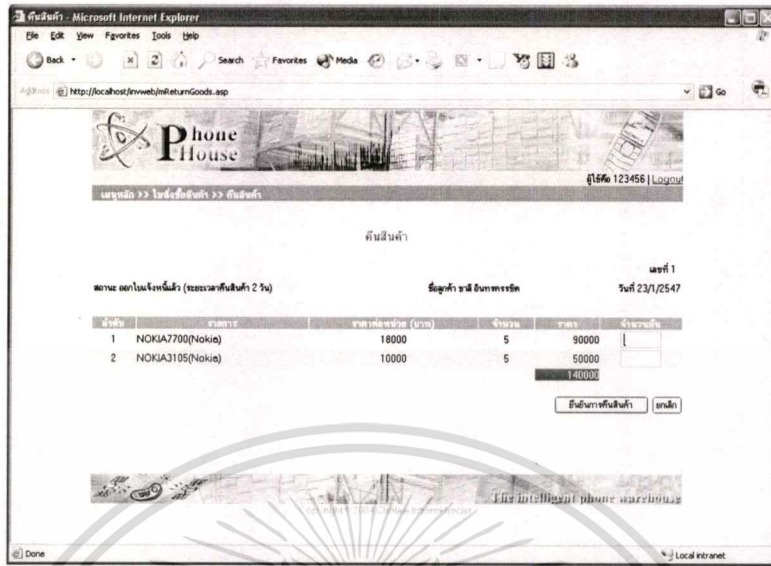 คืนสินค้า - Microsoft Internet Explorer
File Edit View Favorites Tools Help
Back Search Favorites Media
Address http://localhost/invweb/mReturnGoods.asp Go
Phone House
ผู้ใช้คือ 123456 | Logout
เมนูหลัก >> ใบสั่งซื้อสินค้า >> คืนสินค้า
คืนสินค้า
เลขที่ 1
สถานะ ออกใบแจ้งหนี้แล้ว (ระยะเวลาคืนสินค้า 2 วัน) ชื่อลูกค้า ชาลี อินทรครรชิต วันที่ 23/1/2547
ลำดับ รายการ ราคาต่อหน่วย (บาท) จำนวน ราคา จำนวนคืน
1 NOKIA7700(Nokia) 18000 5 90000
2 NOKIA3105(Nokia) 10000 5 50000
140000
ยืนยันการคืนสินค้า ยกเลิก
The intelligent phone warehouse
Copyright © 2004
Done Local intranet